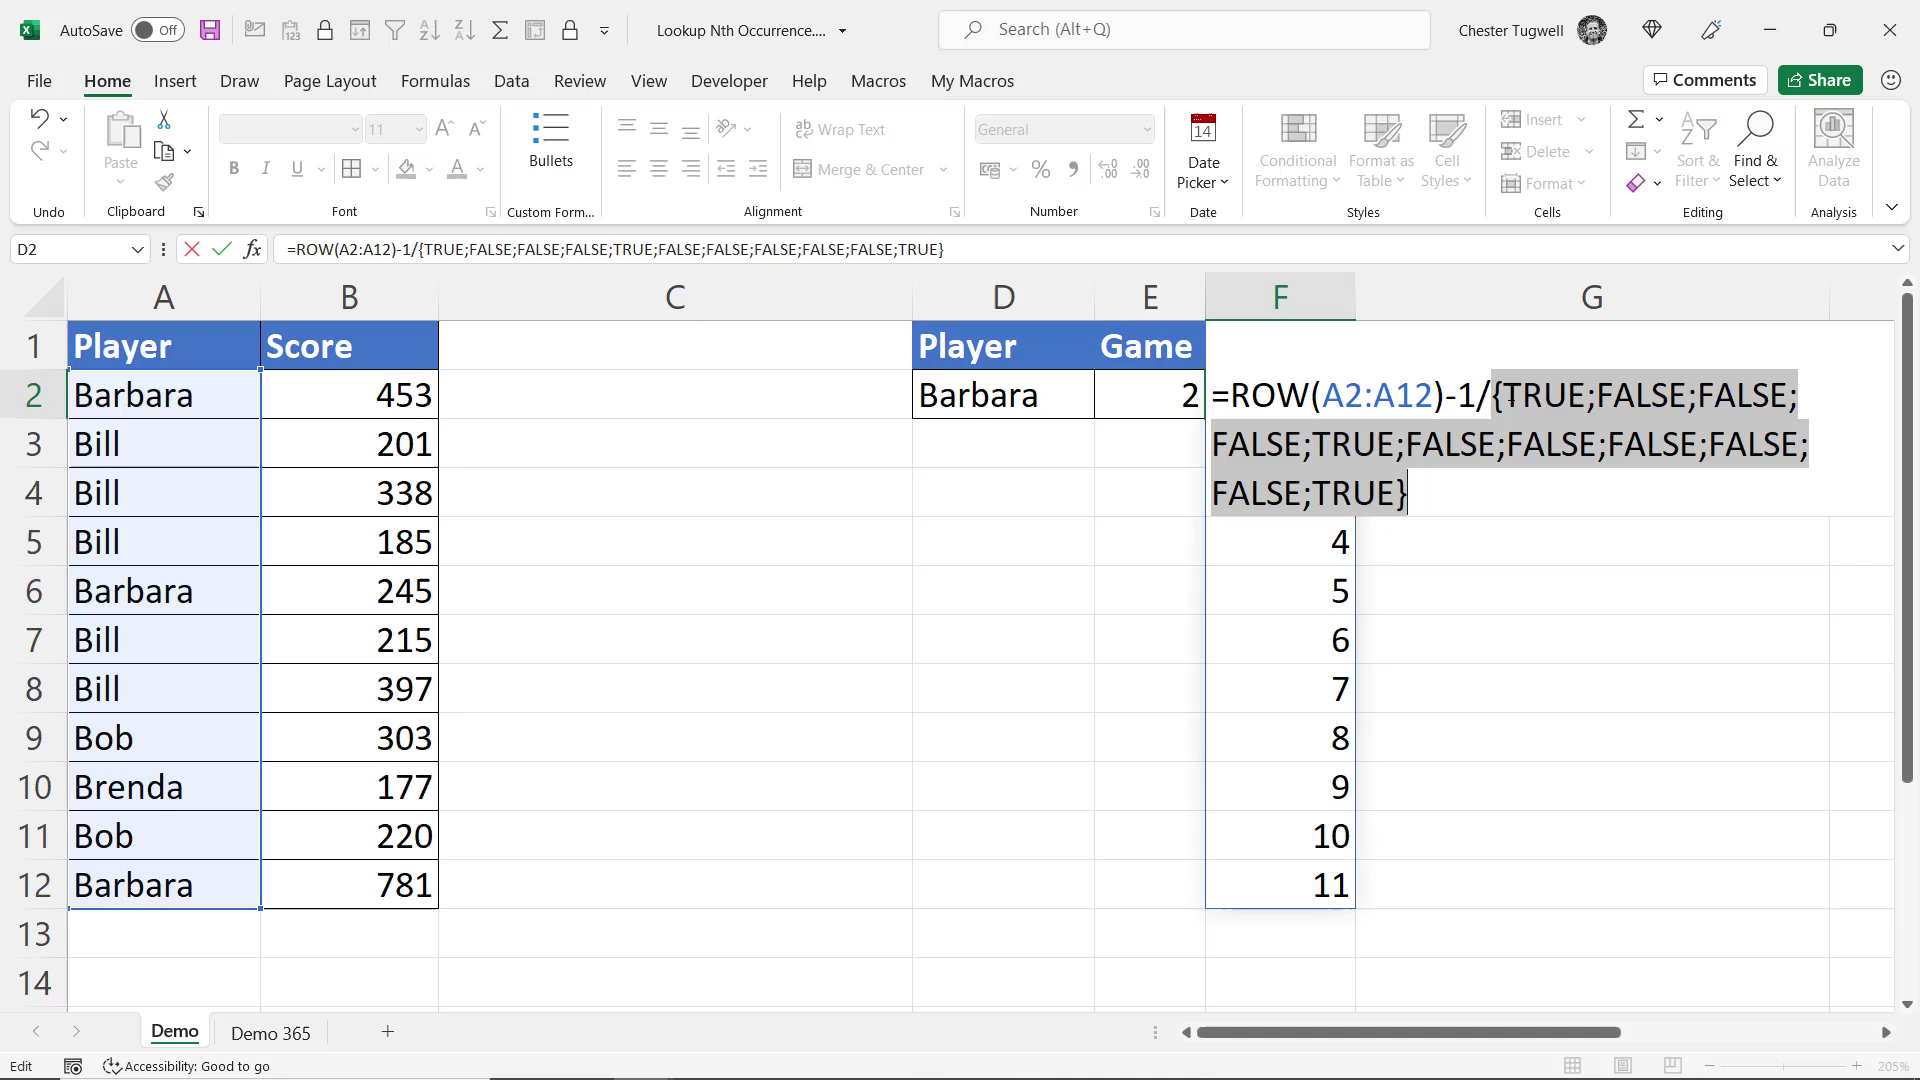 AutoSave Off Lookup Nth Occurrence.... Search (Alt+Q) Chester Tugwell
File Home Insert Draw Page Layout Formulas Data Review View Developer Help Macros My Macros Comments Share
Paste 11 B I U Bullets Wrap Text Merge & Center General Date Picker Conditional Formatting Format as Table Cell Styles Insert Delete Format Sort & Filter Find & Select Analyze Data
Undo Clipboard Font Custom Form... Alignment Number Date Styles Cells Editing Analysis
D2 fx =ROW(A2:A12)-1/{TRUE;FALSE;FALSE;FALSE;TRUE;FALSE;FALSE;FALSE;FALSE;FALSE;TRUE}
A B C D E F G
1 Player Score Player Game
2 Barbara 453 Barbara 2 =ROW(A2:A12)-1/{TRUE;FALSE;FALSE;
3 Bill 201 FALSE;TRUE;FALSE;FALSE;FALSE;FALSE;
4 Bill 338 FALSE;TRUE}
5 Bill 185 4
6 Barbara 245 5
7 Bill 215 6
8 Bill 397 7
9 Bob 303 8
10 Brenda 177 9
11 Bob 220 10
12 Barbara 781 11
13
14
Demo Demo 365
Edit Accessibility: Good to go 205%